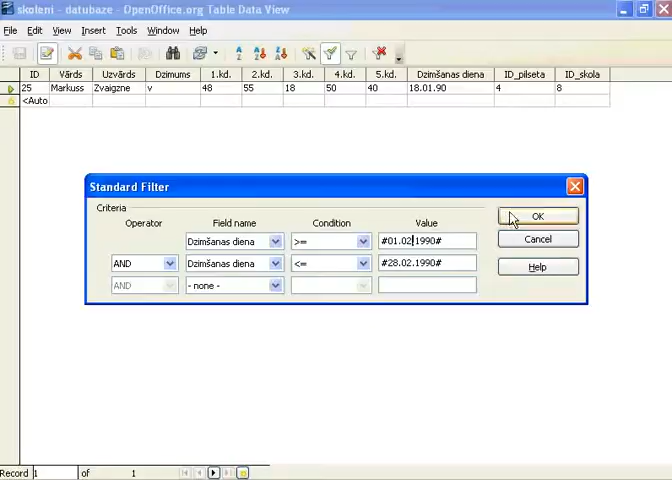 skoleni - datubaze - OpenOffice.org Table Data View
File Edit View Insert Tools Window Help
ID Vārds Uzvārds Dzimums 1.kd. 2.kd. 3.kd. 4.kd. 5.kd. Dzimšanas diena ID_pilseta ID_skola
25 Markuss Zvaigzne v 48 55 18 50 40 18.01.90 4 8
<Auto
Standard Filter
Criteria
Operator Field name Condition Value
Dzimšanas diena >= #01.02.1990# OK
Cancel
AND Dzimšanas diena <= #28.02.1990#
Help
AND - none -
Record 1 of 1